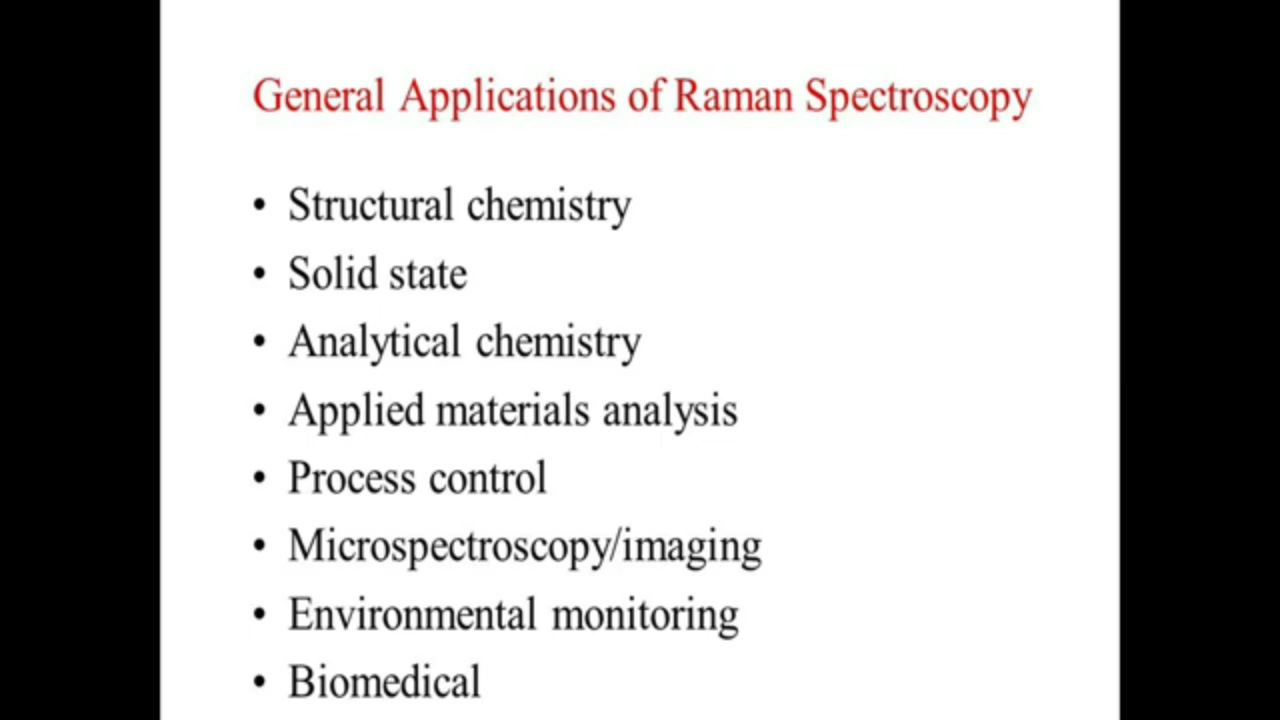 General Applications of Raman Spectroscopy
• Structural chemistry
• Solid state
• Analytical chemistry
• Applied materials analysis
• Process control
• Microspectroscopy/imaging
• Environmental monitoring
• Biomedical